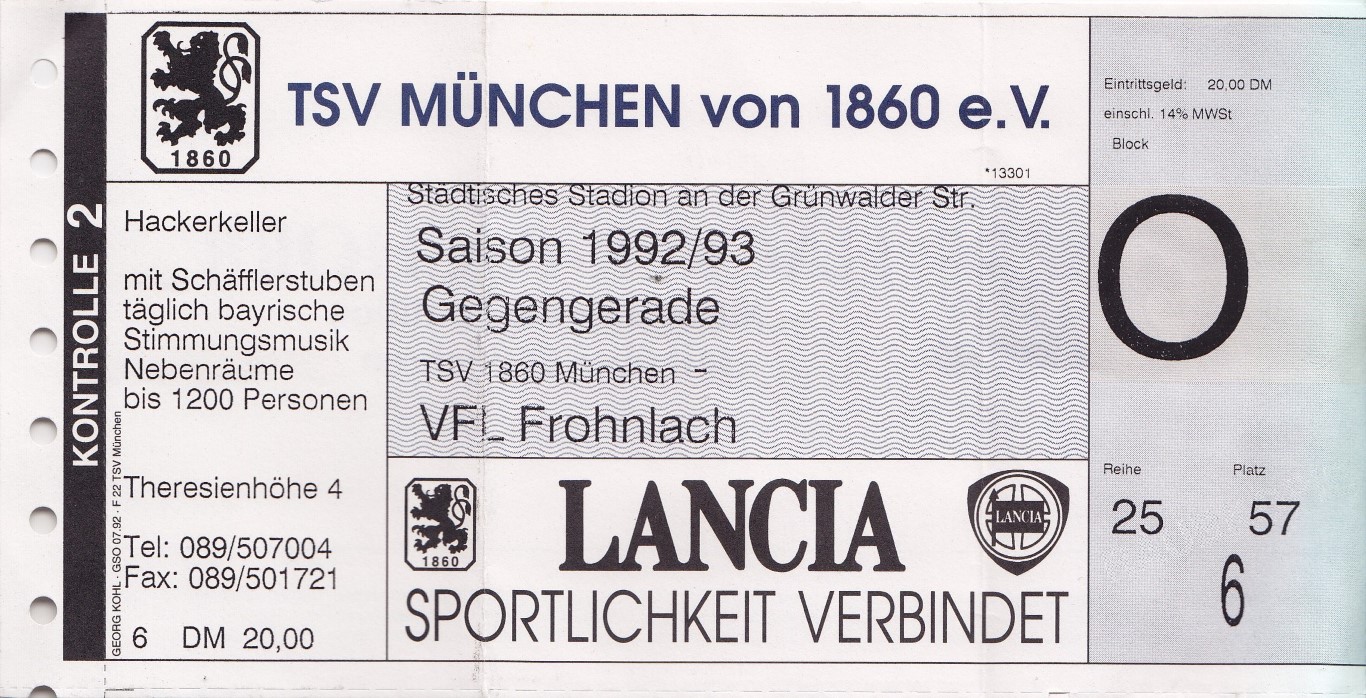 KONTROLLE 2
1860
TSV MÜNCHEN von 1860 e.V.
*13301
Hackerkeller
mit Schäfflerstuben
täglich bayrische
Stimmungsmusik
Nebenräume
bis 1200 Personen
Theresienhöhe 4
Tel: 089/507004
Fax: 089/501721
6 DM 20,00
GEORG KOHL · GSO 07.92 · F 22 TSV München
Städtisches Stadion an der Grünwalder Str.
Saison 1992/93
Gegengerade
TSV 1860 München -
VFL Frohnlach
1860
LANCIA
LANCIA
SPORTLICHKEIT VERBINDET
Eintrittsgeld: 20,00 DM
einschl. 14% MWSt
Block
O
Reihe Platz
25 57
6